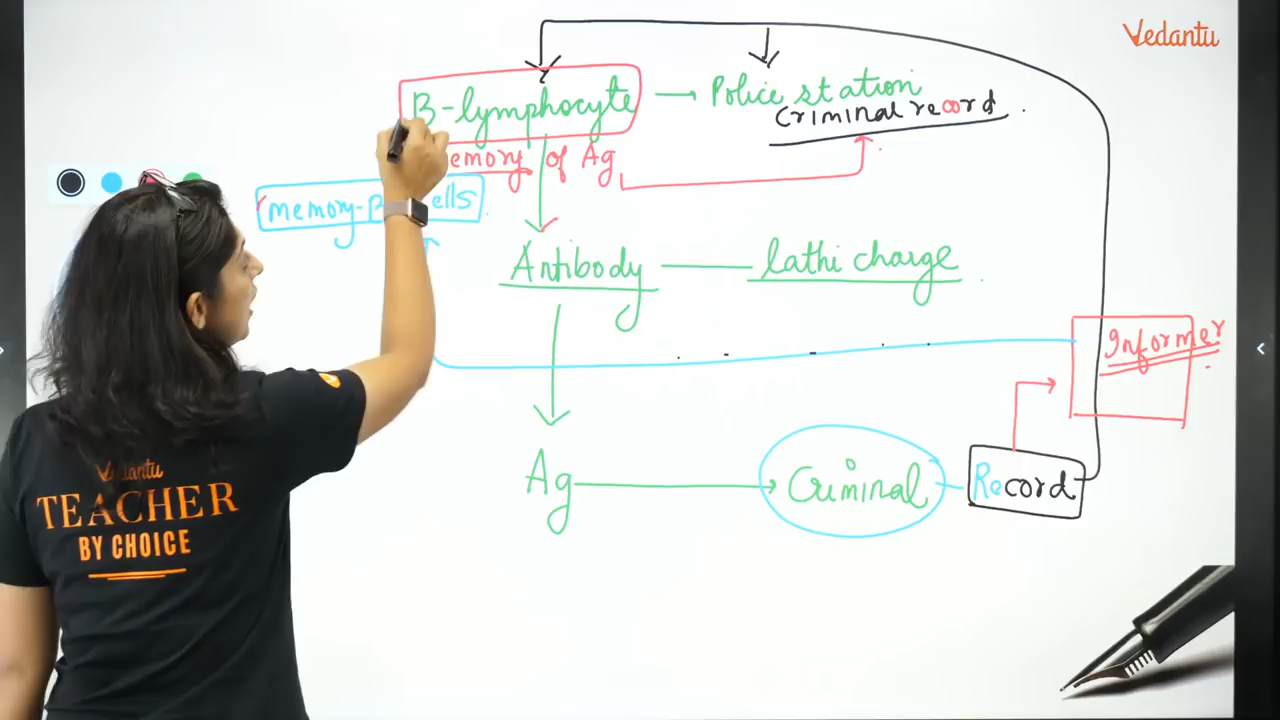 Vedantu
B-lymphocyte → Police station
Criminal record
emory of Ag
memory- ells
Antibody — lathi charge
Informer
Ag → Criminal — Record
Vedantu
TEACHER
BY CHOICE